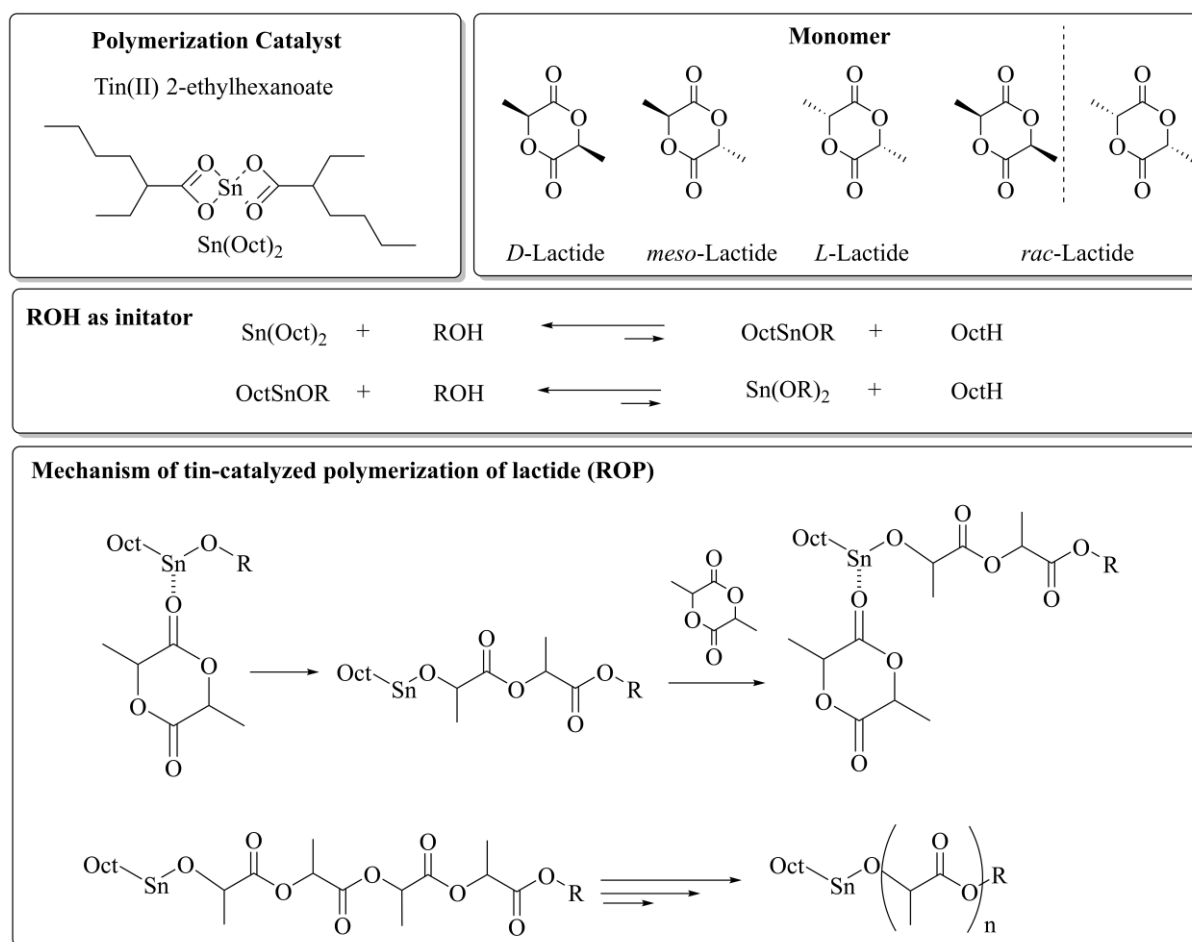 Polymerization Catalyst
Tin(II) 2-ethylhexanoate
O O
Sn
O O
Sn(Oct)₂
Monomer
O O O O O
O O O O O
O O O O O
O O O O O
D-Lactide meso-Lactide L-Lactide rac-Lactide
ROH as initator
Sn(Oct)₂ + ROH OctSnOR + OctH
OctSnOR + ROH Sn(OR)₂ + OctH
Mechanism of tin-catalyzed polymerization of lactide (ROP)
Oct O
Sn R
O
O
O
O
Oct O O O
Sn O O R
O
O
O
O
Oct O O O
Sn O O R
O
O
O
O
Oct O O O O O
Sn O O O R
O
Oct O O R
Sn O n